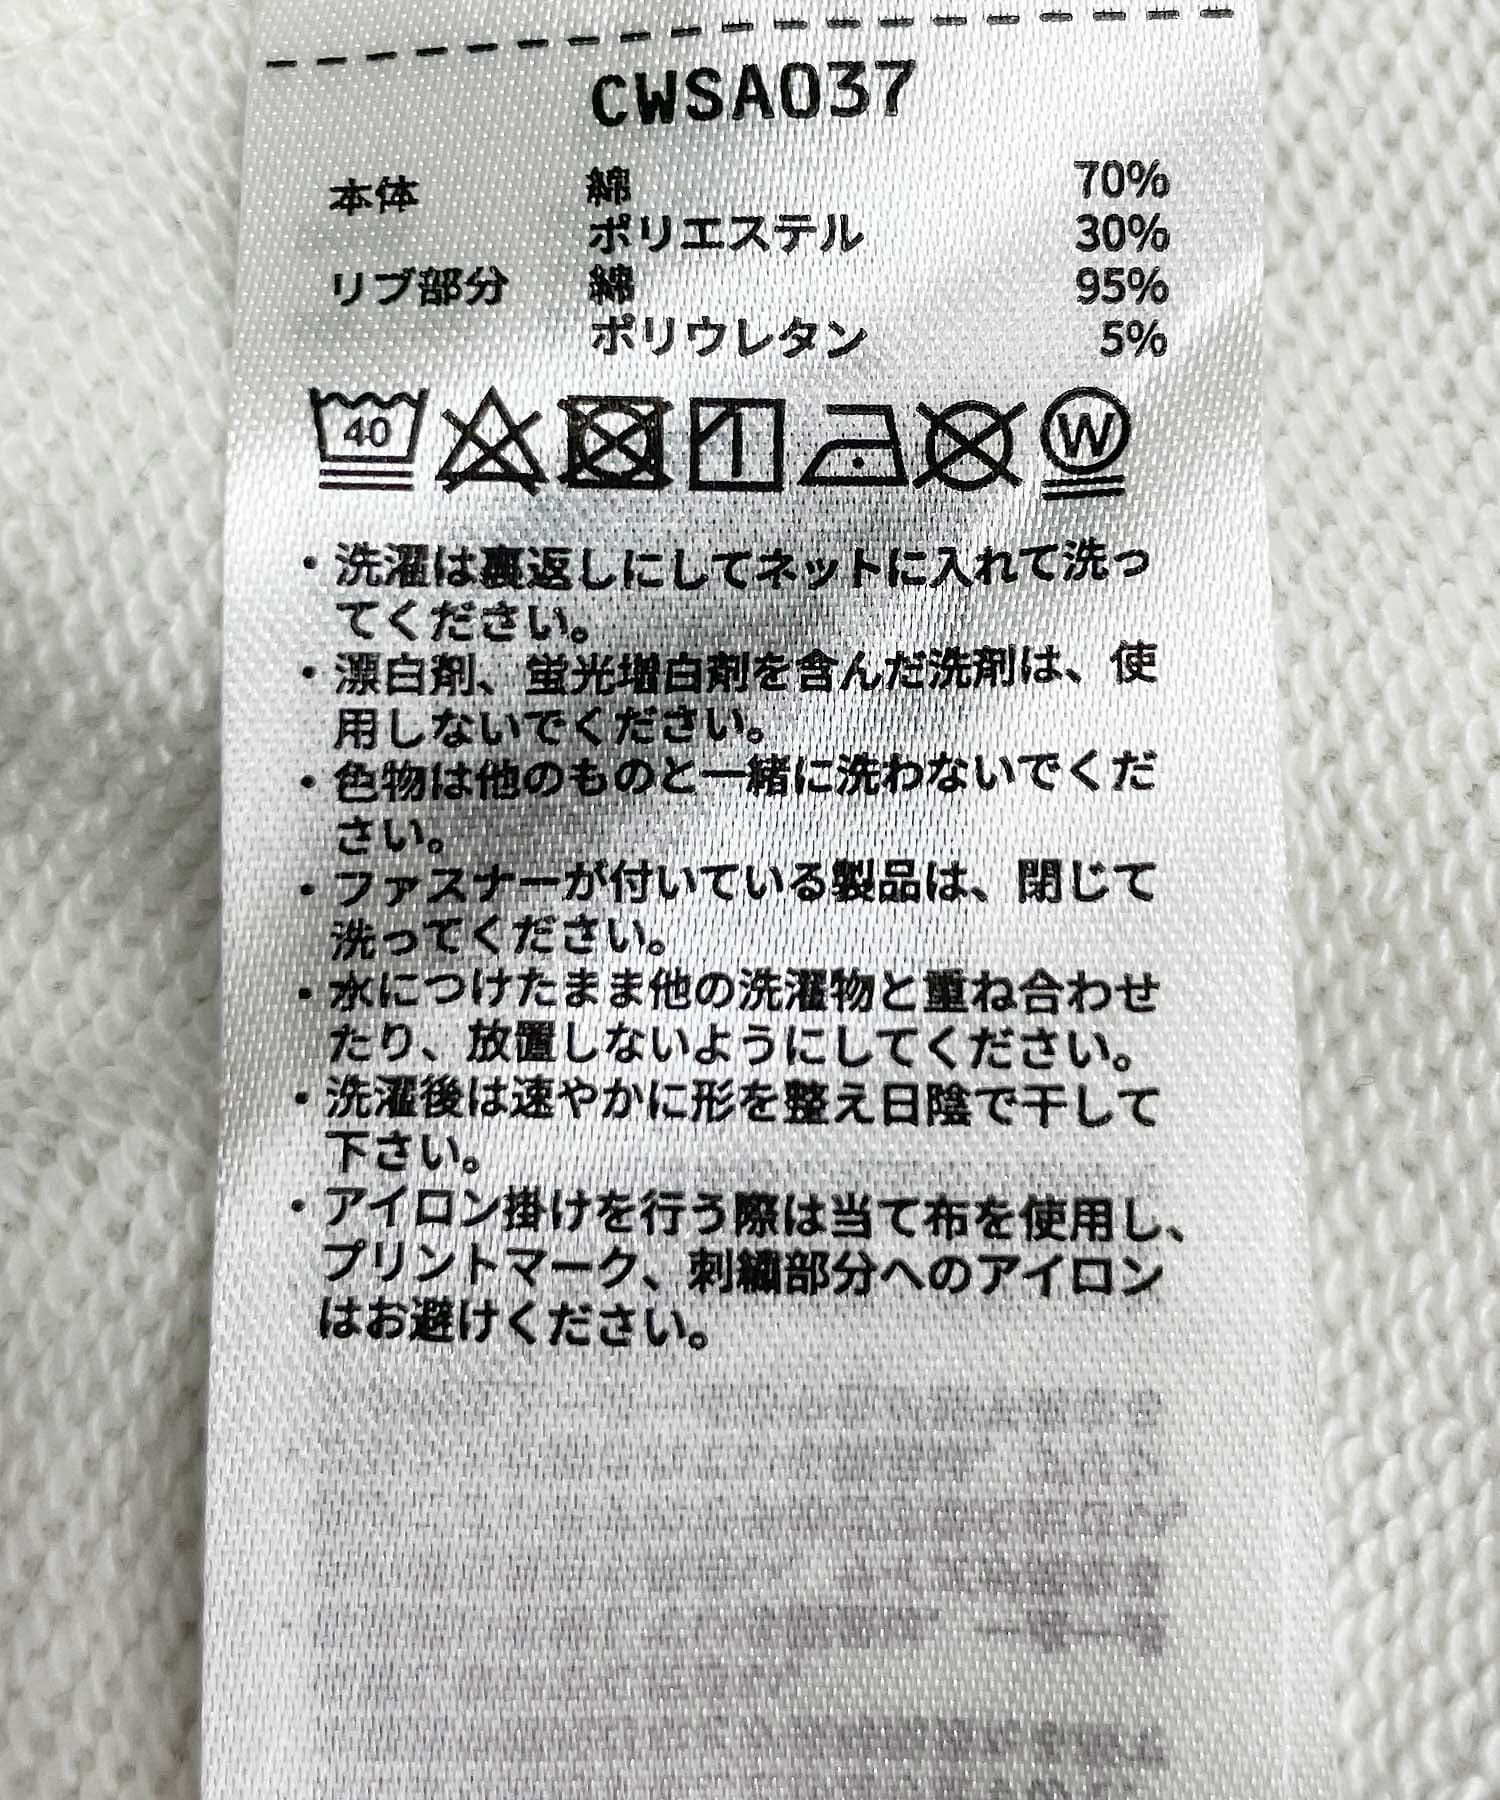 CWSA037
本体 綿 70%
ポリエステル 30%
リブ部分 綿 95%
ポリウレタン 5%
40 W
・洗濯は裏返しにしてネットに入れて洗っ
てください。
・漂白剤、蛍光増白剤を含んだ洗剤は、使
用しないでください。
・色物は他のものと一緒に洗わないでくだ
さい。
・ファスナーが付いている製品は、閉じて
洗ってください。
・水につけたまま他の洗濯物と重ね合わせ
たり、放置しないようにしてください。
・洗濯後は速やかに形を整え日陰で干して
下さい。
・アイロン掛けを行う際は当て布を使用し、
プリントマーク、刺繍部分へのアイロン
はお避けください。